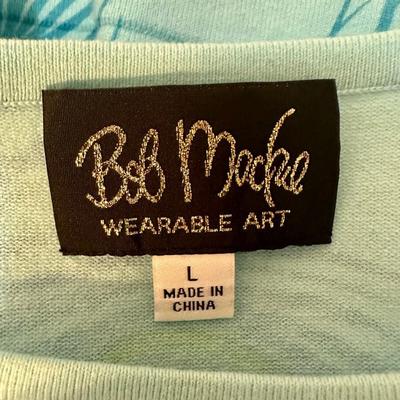 Bob Mackie
WEARABLE ART
L
MADE IN
CHINA